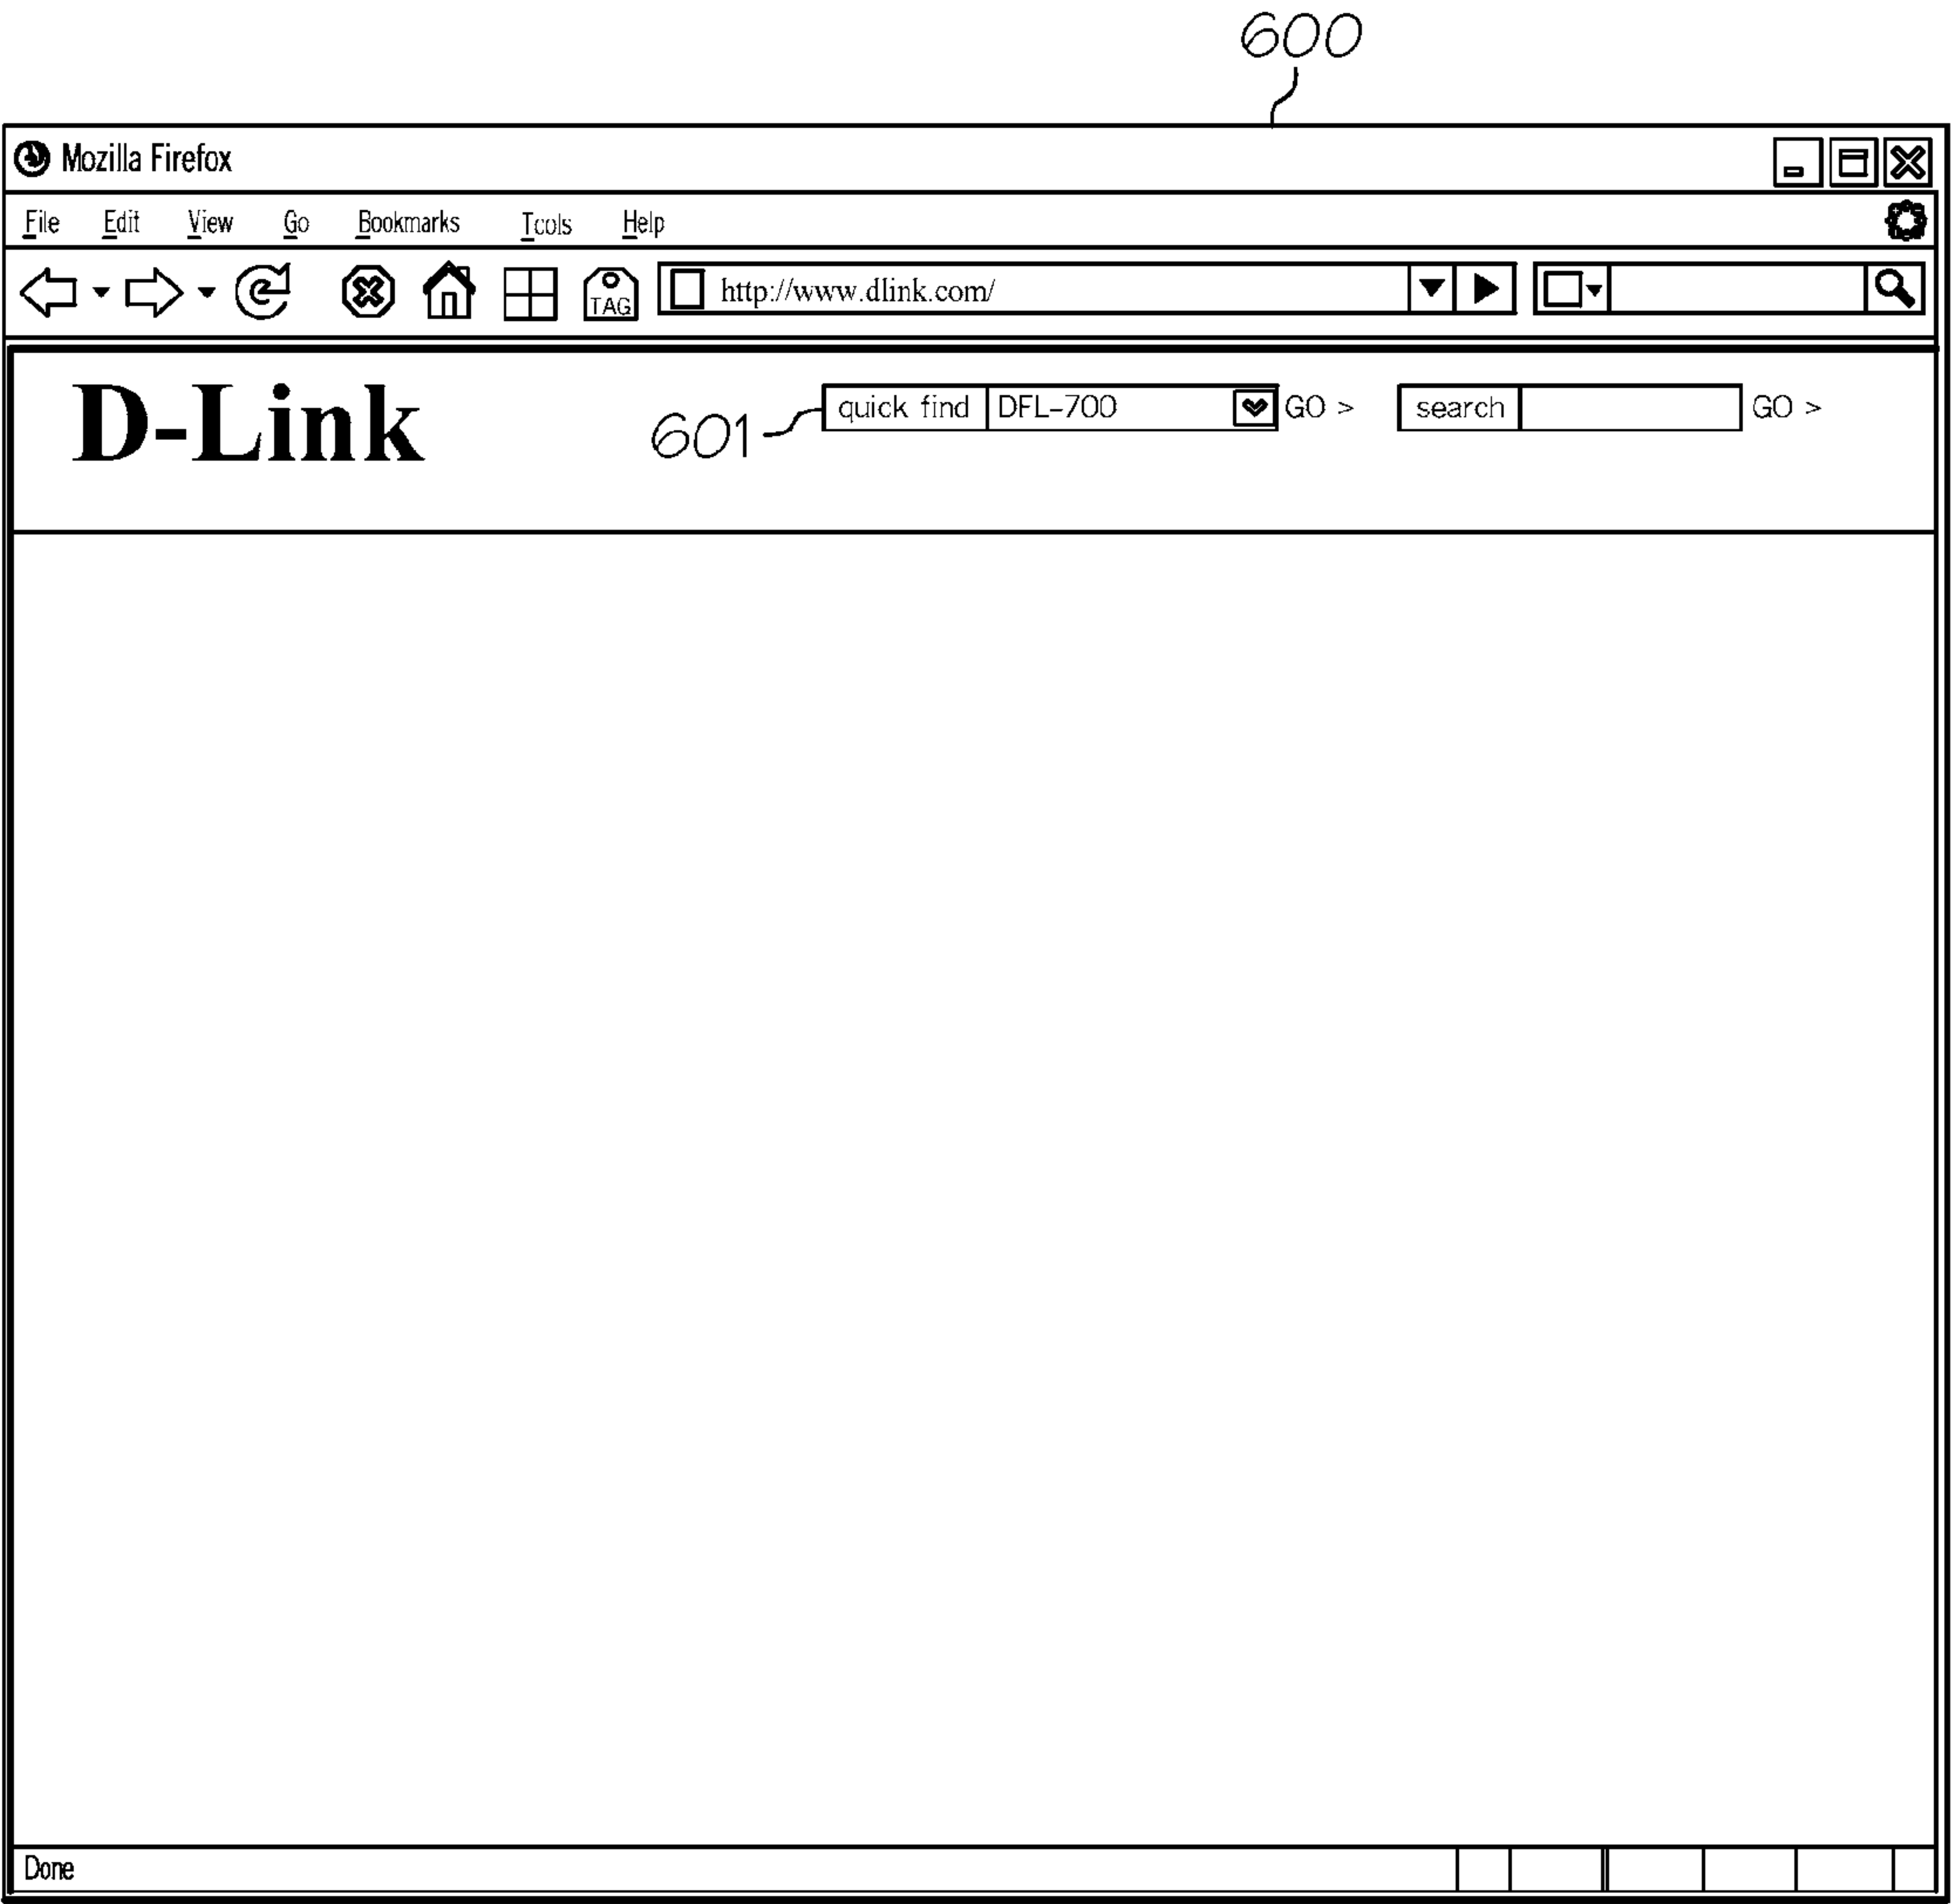 600
Mozilla Firefox
File Edit View Go Bookmarks Tcols Help
TAG http://www.dlink.com/
D-Link 601 quick find DFL-700 GO > search GO >
Done